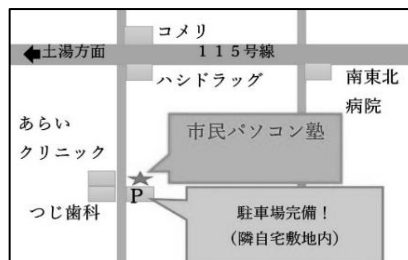 コメリ
←土湯方面
115号線
ハシドラッグ
南東北
病院
あらい
クリニック
市民パソコン塾
つじ歯科
P
駐車場完備！
（隣自宅敷地内）